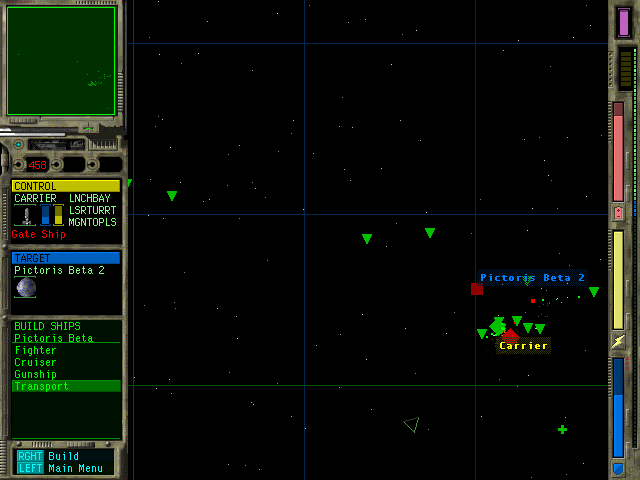 458
CONTROL
CARRIER LNCHBAY
LSRTURRT
MGNTOPLS
Gata Ship
TARGET
Pictoris Beta 2
BUILD SHIPS
Pictoris Beta
Fighter
Cruiser
Gunship
Transport
RGHT Build
LEFT Main Menu
Pictoris Beta 2
Carrier